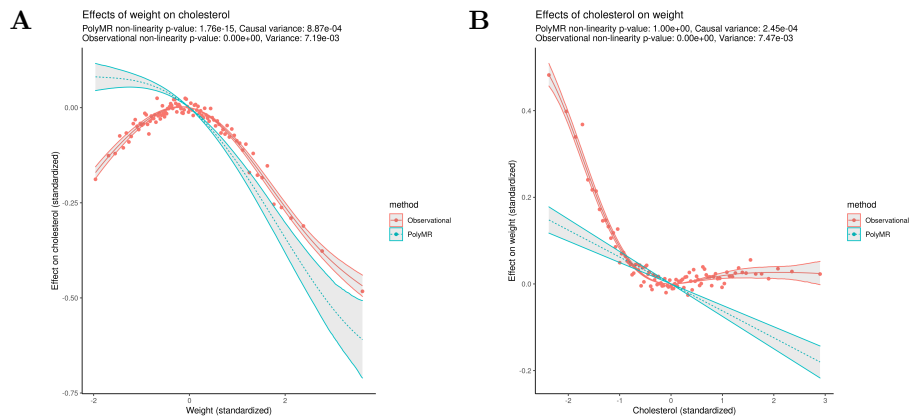 A
Effects of weight on cholesterol
PolyMR non-linearity p-value: 1.76e-15, Causal variance: 8.87e-04
Observational non-linearity p-value: 0.00e+00, Variance: 7.19e-03
Effect on cholesterol (standardized)
0.00
-0.25
-0.50
-0.75
-2
0
2
Weight (standardized)
method
Observational
PolyMR
B
Effects of cholesterol on weight
PolyMR non-linearity p-value: 1.00e+00, Causal variance: 2.45e-04
Observational non-linearity p-value: 0.00e+00, Variance: 7.47e-03
Effect on weight (standardized)
0.4
0.2
0.0
-0.2
-2
-1
0
1
2
3
Cholesterol (standardized)
method
Observational
PolyMR